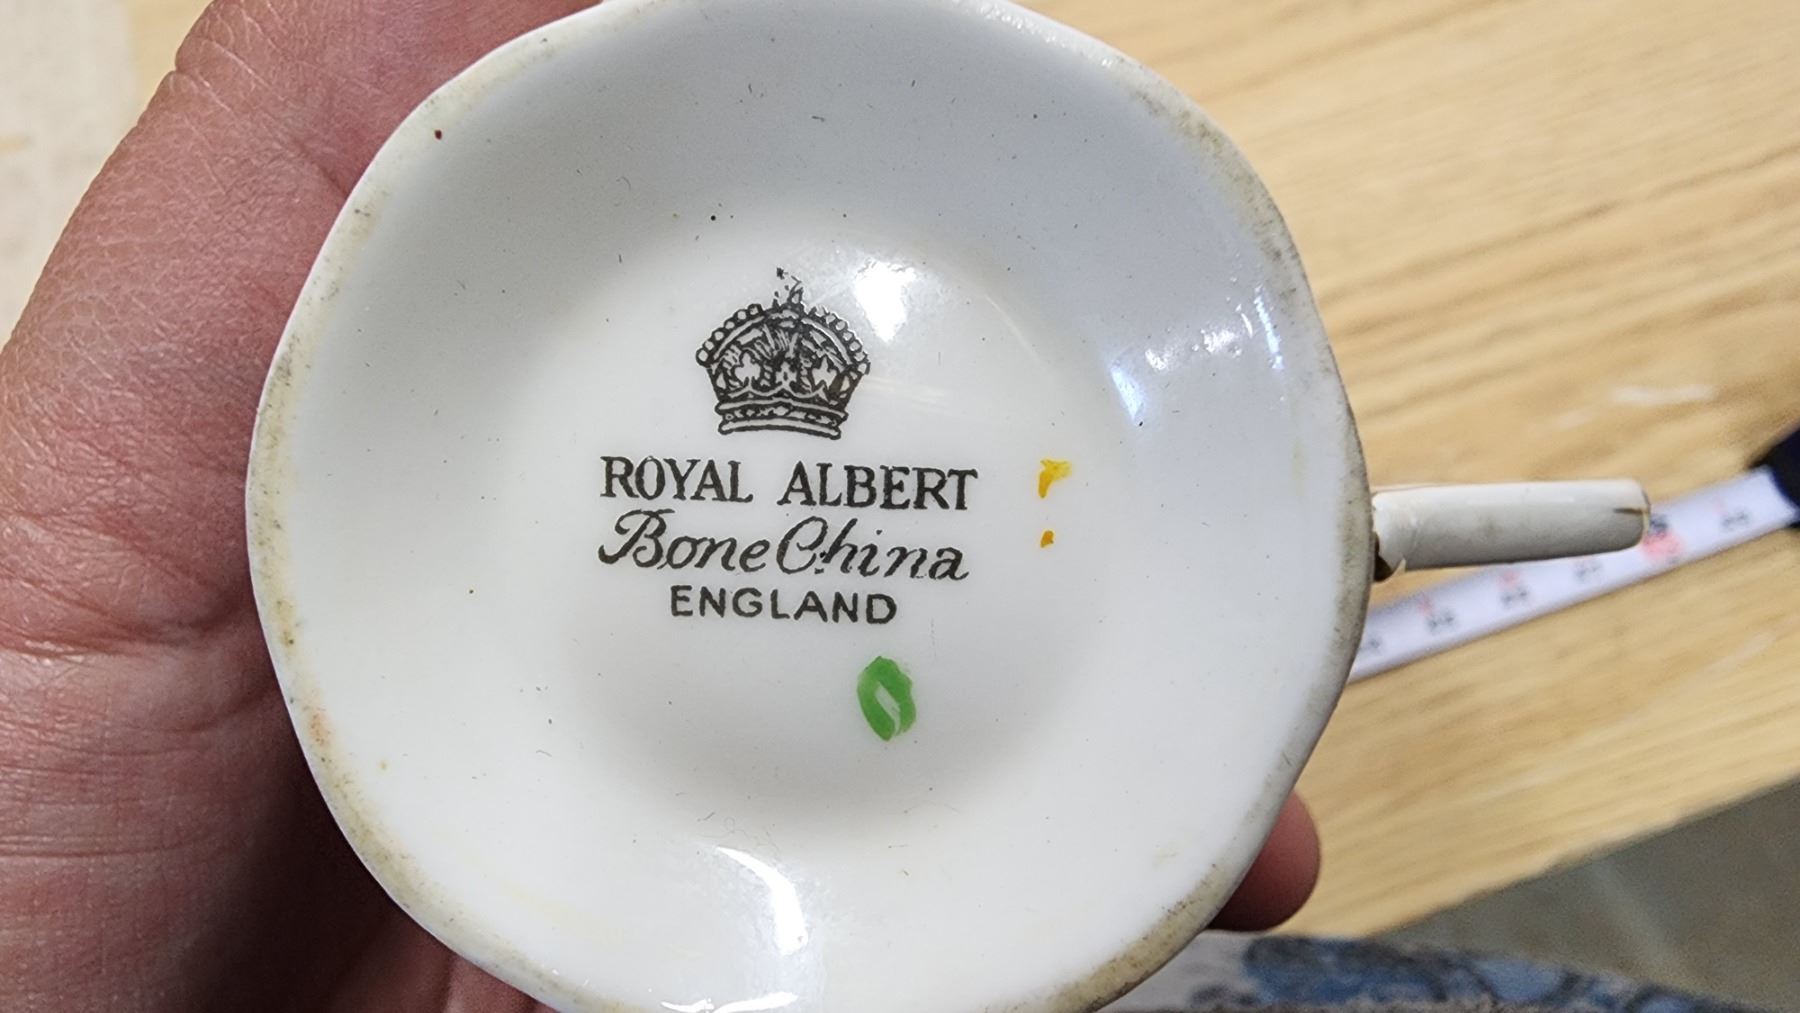 ROYAL ALBERT
Bone China
ENGLAND